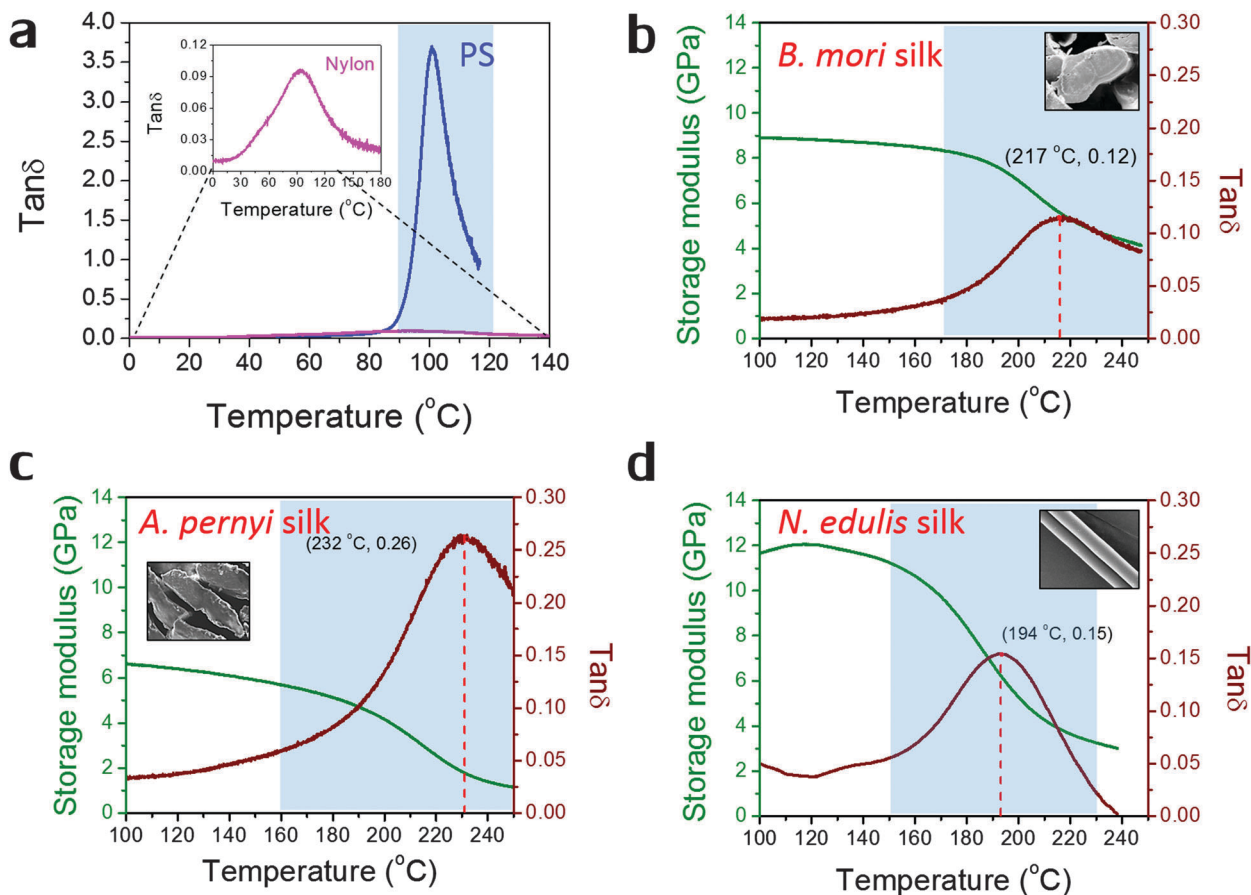 a
4.0
3.5
3.0
2.5
2.0
1.5
1.0
0.5
0.0
Tanδ
0 20 40 60 80 100 120 140
Temperature (°C)
PS
0.12
0.09
0.06
0.03
0.00
Tanδ
Nylon
0 30 60 90 120 150 180
Temperature (°C)
b
14
12
10
8
6
4
2
0
Storage modulus (GPa)
B. mori silk
(217 °C, 0.12)
0.30
0.25
0.20
0.15
0.10
0.05
0.00
Tanδ
100 120 140 160 180 200 220 240
Temperature (°C)
c
14
12
10
8
6
4
2
0
Storage modulus (GPa)
A. pernyi silk
(232 °C, 0.26)
0.30
0.25
0.20
0.15
0.10
0.05
0.00
Tanδ
100 120 140 160 180 200 220 240
Temperature (°C)
d
14
12
10
8
6
4
2
0
Storage modulus (GPa)
N. edulis silk
(194 °C, 0.15)
0.30
0.25
0.20
0.15
0.10
0.05
0.00
Tanδ
100 120 140 160 180 200 220 240
Temperature (°C)